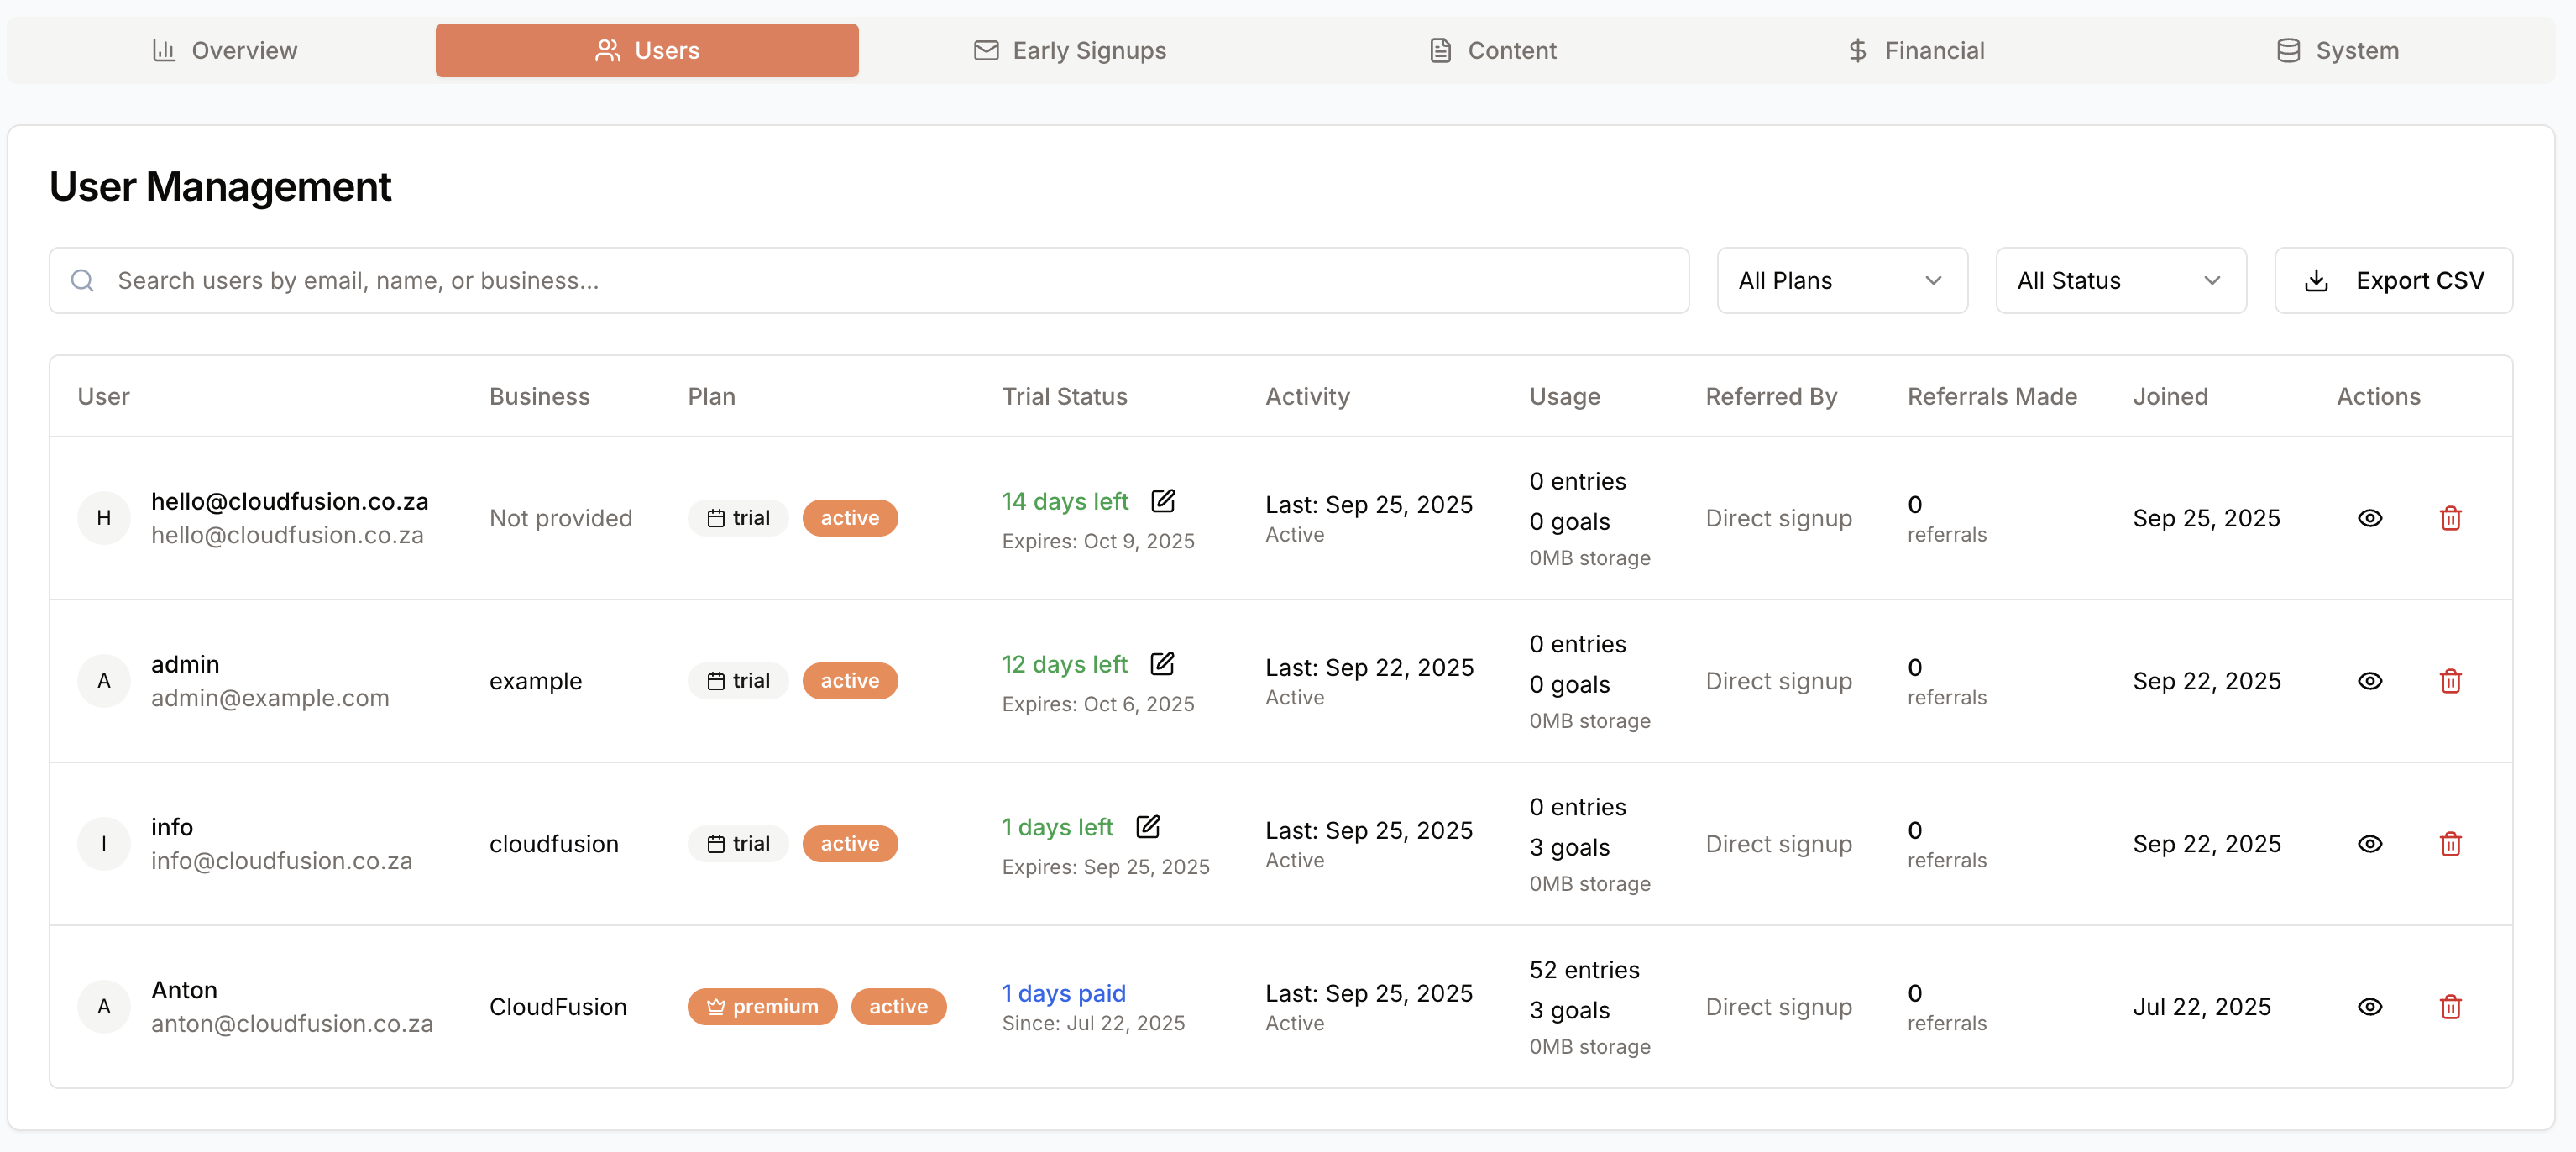 Overview
Users
Early Signups
Content
Financial
System
User Management
Search users by email, name, or business...
All Plans
All Status
Export CSV
User
Business
Plan
Trial Status
Activity
Usage
Referred By
Referrals Made
Joined
Actions
H
hello@cloudfusion.co.za
hello@cloudfusion.co.za
Not provided
trial
active
14 days left
Expires: Oct 9, 2025
Last: Sep 25, 2025
Active
0 entries
0 goals
0MB storage
Direct signup
0
referrals
Sep 25, 2025
A
admin
admin@example.com
example
trial
active
12 days left
Expires: Oct 6, 2025
Last: Sep 22, 2025
Active
0 entries
0 goals
0MB storage
Direct signup
0
referrals
Sep 22, 2025
I
info
info@cloudfusion.co.za
cloudfusion
trial
active
1 days left
Expires: Sep 25, 2025
Last: Sep 25, 2025
Active
0 entries
3 goals
0MB storage
Direct signup
0
referrals
Sep 22, 2025
A
Anton
anton@cloudfusion.co.za
CloudFusion
premium
active
1 days paid
Since: Jul 22, 2025
Last: Sep 25, 2025
Active
52 entries
3 goals
0MB storage
Direct signup
0
referrals
Jul 22, 2025